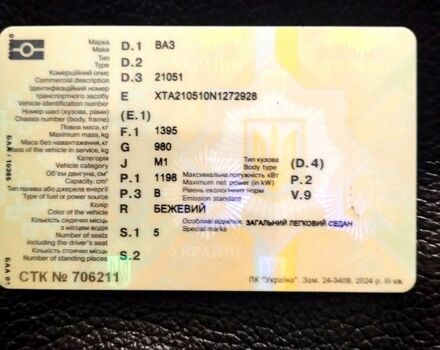 Марка D.1 ВАЗ
Make
Тип D.2
Type
Комерційний опис D.3 21051
Commercial description
Ідентифікаційний номер
транспортного засобу E XTA210510N1272928
Vehicle identification number
Номер шасі (кузова, рами) (E.1)
Chassis number (body, frame)
Повна маса, кг F.1 1395
Maximum mass, kg
Маса без навантаження, кг G 980
Mass of the vehicle in service, kg
Категорія J M1 Тип кузова (D.4)
Vehicle category Body type
Об'єм двигуна, см³ P.1 1198 Максимальна потужність кВт P.2
Capacity, cm³ Maximum net power (in kW)
Тип палива або джерела енергії P.3 B Рівень екологічних норм V.9
Type of fuel or power source Emission standard
Колір R БЕЖЕВИЙ Особливі відмітки ЗАГАЛЬНИЙ ЛЕГКОВИЙ СЕДАН
Color of the vehicle Special marks
Кількість сидячих місць
з місцем водія S.1 5
Number of seats
including the driver's seat
Кількість стоячих місць S.2
Number of standing places
СТК № 706211
ПК "Україна". Зам. 24-340В, 2024 р. III кв.